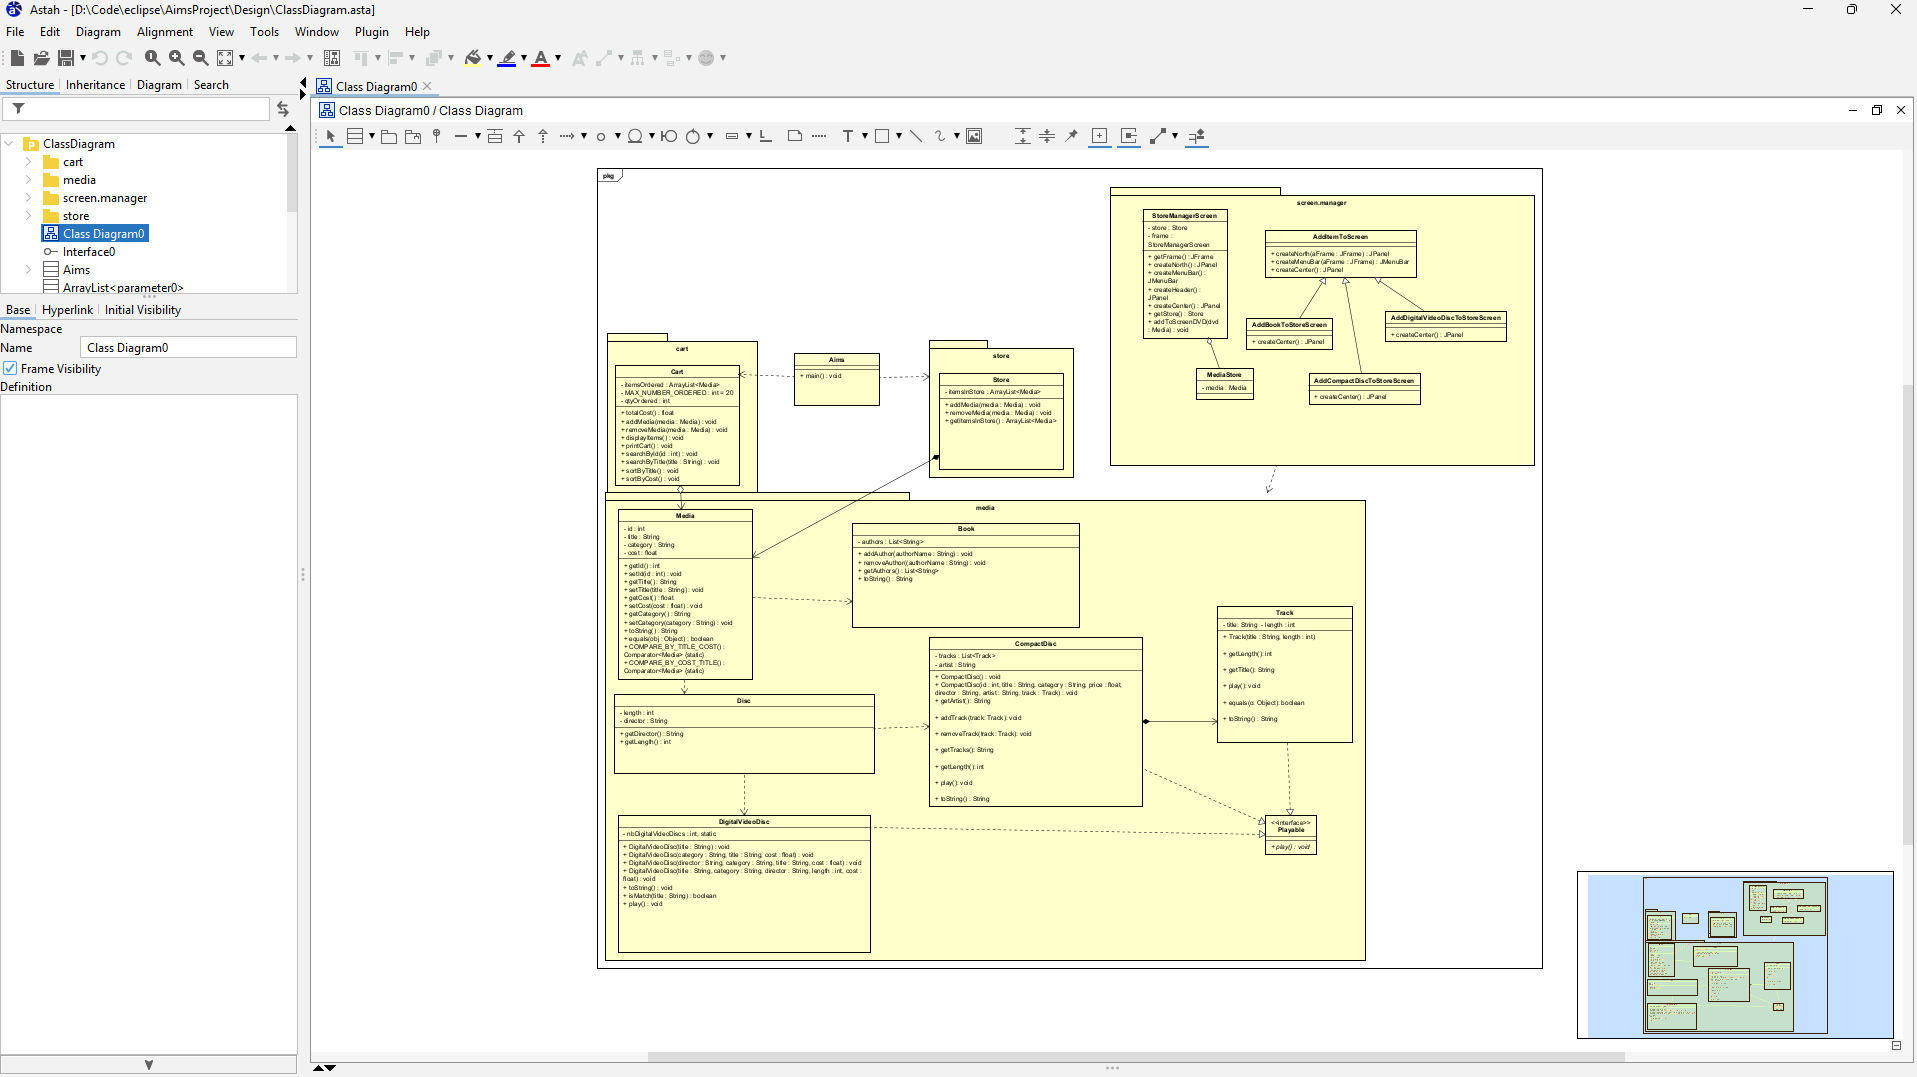 Astah - [D:\Code\eclipse\AimsProject\Design\ClassDiagram.asta]
File Edit Diagram Alignment View Tools Window Plugin Help
Structure Inheritance Diagram Search
Class Diagram0
Class Diagram0 / Class Diagram
ClassDiagram
cart
media
screen.manager
store
Class Diagram0
Interface0
Aims
ArrayList<parameter0>
Base Hyperlink Initial Visibility
Namespace
Name Class Diagram0
Frame Visibility
Definition
pkg
screen.manager
StoreManagerScreen
- store : Store
- frame :
StoreManagerScreen
+ getFrame() : JFrame
+ createNorth() : JPanel
+ createMenuBar() :
JMenuBar
+ createHeader() :
JPanel
+ createCenter() : JPanel
+ getStore() : Store
+ addToScreenDVD(dvd
: Media) : void
AddItemToScreen
+ createNorth(aFrame : JFrame) : JPanel
+ createMenuBar(aFrame : JFrame) : JMenuBar
+ createCenter() : JPanel
AddBookToStoreScreen
+ createCenter() : JPanel
AddDigitalVideoDiscToStoreScreen
+ createCenter() : JPanel
MediaStore
- media : Media
AddCompactDiscToStoreScreen
+ createCenter() : JPanel
cart
Cart
- itemsOrdered : ArrayList<Media>
- MAX_NUMBER_ORDERED : int = 20
- qtyOrdered : int
+ totalCost() : float
+ addMedia(media : Media) : void
+ removeMedia(media : Media) : void
+ displayItems() : void
+ printCart() : void
+ searchById(id : int) : void
+ searchByTitle(title : String) : void
+ sortByTitle() : void
+ sortByCost() : void
Aims
+ main() : void
store
Store
- itemsInStore : ArrayList<Media>
+ addMedia(media : Media) : void
+ removeMedia(media : Media) : void
+ getItemsInStore() : ArrayList<Media>
media
Media
- id : int
- title : String
- category : String
- cost : float
+ getId() : int
+ setId(id : int) : void
+ getTitle() : String
+ setTitle(title : String) : void
+ getCost() : float
+ setCost(cost : float) : void
+ getCategory() : String
+ setCategory(category : String) : void
+ toString() : String
+ equals(obj : Object) : boolean
+ COMPARE_BY_TITLE_COST() :
Comparator<Media> {static}
+ COMPARE_BY_COST_TITLE() :
Comparator<Media> {static}
Book
- authors : List<String>
+ addAuthor(authorName : String) : void
+ removeAuthor((authorName : String) : void
+ getAuthors() : List<String>
+ toString() : String
Disc
- length : int
- director : String
+ getDirector() : String
+ getLength() : int
CompactDisc
- tracks : List<Track>
- artist : String
+ CompactDisc() : void
+ CompactDisc(id : int, title : String, category : String, price : float,
director : String, artist : String, track : Track) : void
+ getArtist() : String
+ addTrack(track: Track): void
+ removeTrack(track: Track): void
+ getTracks(): String
+ getLength(): int
+ play(): void
+ toString() : String
Track
- title: String - length : int
+ Track(title : String, length : int)
+ getLength(): int
+ getTitle(): String
+ play(): void
+ equals(o: Object): boolean
+ toString() : String
DigitalVideoDisc
- nbDigitalVideoDiscs : int, static
+ DigitalVideoDisc(title : String) : void
+ DigitalVideoDisc(category : String, title : String, cost : float) : void
+ DigitalVideoDisc(director : String, category : String, title : String, cost : float) : void
+ DigitalVideoDisc(title : String, category : String, director : String, length : int, cost :
float) : void
+ toString() : void
+ isMatch(title : String) : boolean
+ play() : void
<<interface>>
Playable
+ play() : void